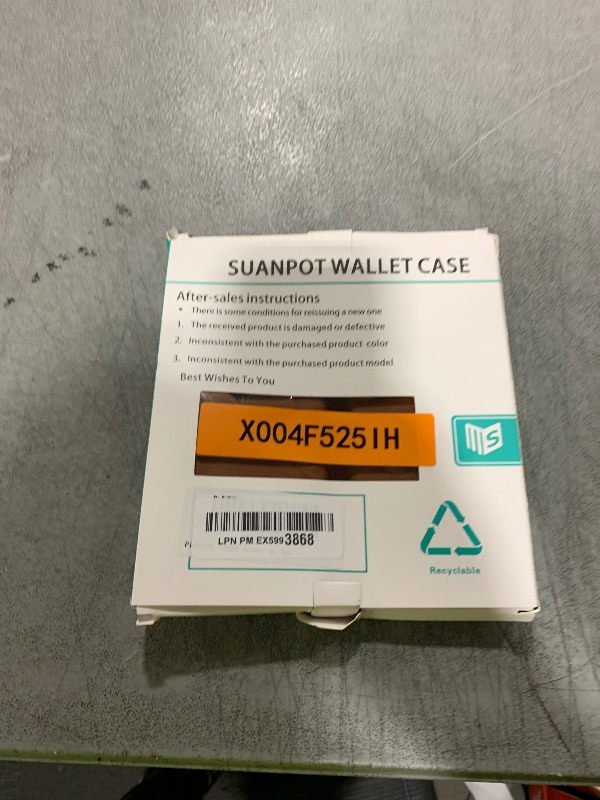 SUANPOT WALLET CASE
After-sales instructions
* There is some conditions for reissuing a new one
1. The received product is damaged or defective
2. Inconsistent with the purchased product color
3. Inconsistent with the purchased product model
Best Wishes To You
X004F525IH
MS
LPN PM EX5993868
Recyclable